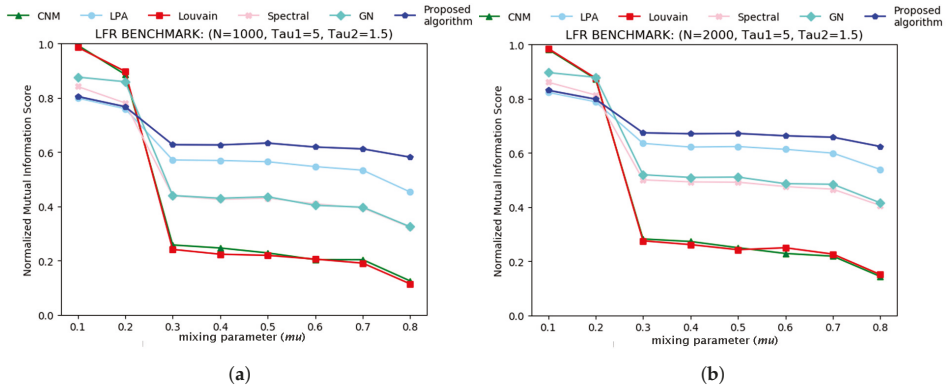 CNM LPA Louvain Spectral GN Proposed algorithm
LFR BENCHMARK: (N=1000, Tau1=5, Tau2=1.5)
Normalized Mutual Information Score
1.0
0.8
0.6
0.4
0.2
0.0
0.1 0.2 0.3 0.4 0.5 0.6 0.7 0.8
mixing parameter (mu)
(a)
CNM LPA Louvain Spectral GN Proposed algorithm
LFR BENCHMARK: (N=2000, Tau1=5, Tau2=1.5)
Normalized Mutual Information Score
1.0
0.8
0.6
0.4
0.2
0.0
0.1 0.2 0.3 0.4 0.5 0.6 0.7 0.8
mixing parameter (mu)
(b)